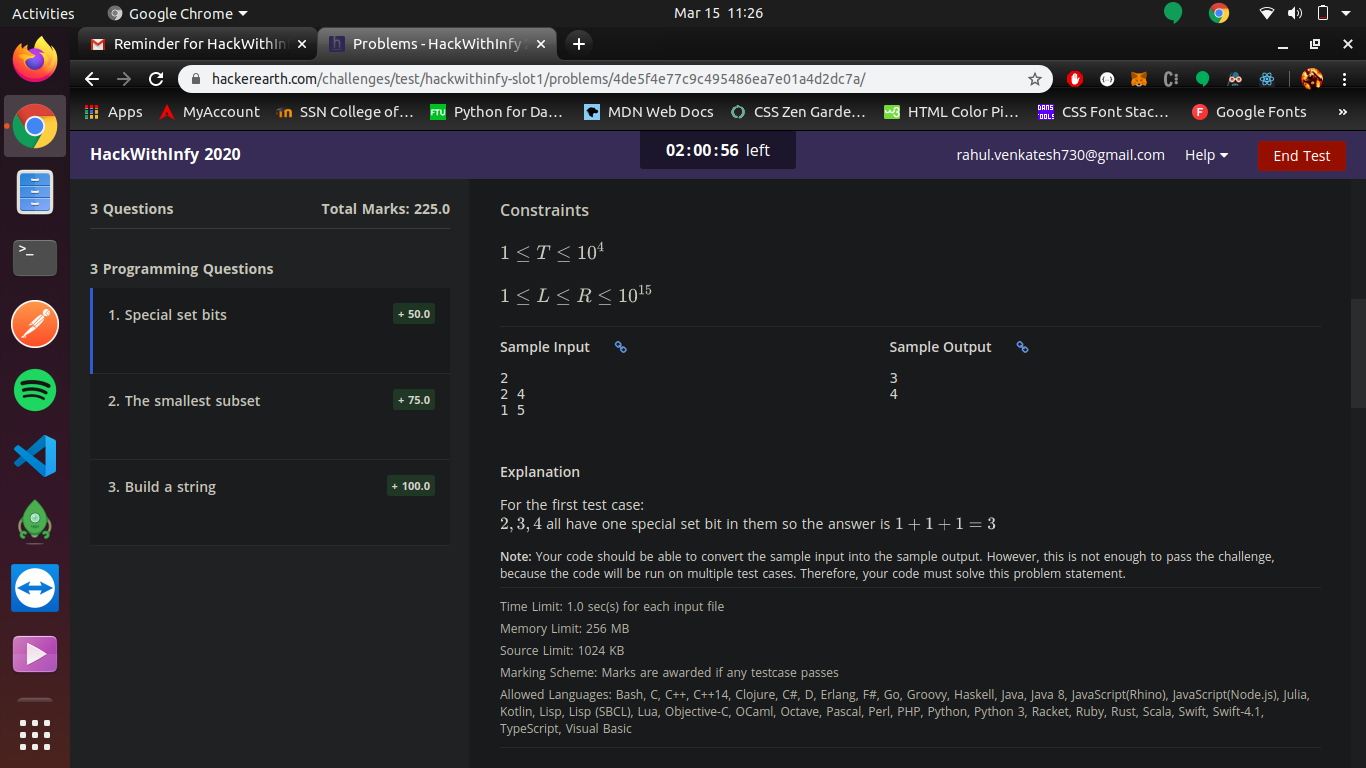 Activities
Google Chrome
Mar 15 11:26
Reminder for HackWithIn
Problems - HackWithInfy 2
hackerearth.com/challenges/test/hackwithinfy-slot1/problems/4de5f4e77c9c495486ea7e01a4d2dc7a/
Apps
MyAccount
SSN College of...
FTU Python for Da...
MDN Web Docs
CSS Zen Garde...
HTML Color Pi...
CSS Font Stac...
Google Fonts
»
HackWithInfy 2020
02:00:56 left
rahul.venkatesh730@gmail.com
Help
End Test
3 Questions
Total Marks: 225.0
3 Programming Questions
1. Special set bits
+ 50.0
2. The smallest subset
+ 75.0
3. Build a string
+ 100.0
Constraints
1 ≤ T ≤ 10⁴
1 ≤ L ≤ R ≤ 10¹⁵
Sample Input
2
2 4
1 5
Sample Output
3
4
Explanation
For the first test case:
2, 3, 4 all have one special set bit in them so the answer is 1 + 1 + 1 = 3
Note: Your code should be able to convert the sample input into the sample output. However, this is not enough to pass the challenge,
because the code will be run on multiple test cases. Therefore, your code must solve this problem statement.
Time Limit: 1.0 sec(s) for each input file
Memory Limit: 256 MB
Source Limit: 1024 KB
Marking Scheme: Marks are awarded if any testcase passes
Allowed Languages: Bash, C, C++, C++14, Clojure, C#, D, Erlang, F#, Go, Groovy, Haskell, Java, Java 8, JavaScript(Rhino), JavaScript(Node.js), Julia,
Kotlin, Lisp, Lisp (SBCL), Lua, Objective-C, OCaml, Octave, Pascal, Perl, PHP, Python, Python 3, Racket, Ruby, Rust, Scala, Swift, Swift-4.1,
TypeScript, Visual Basic